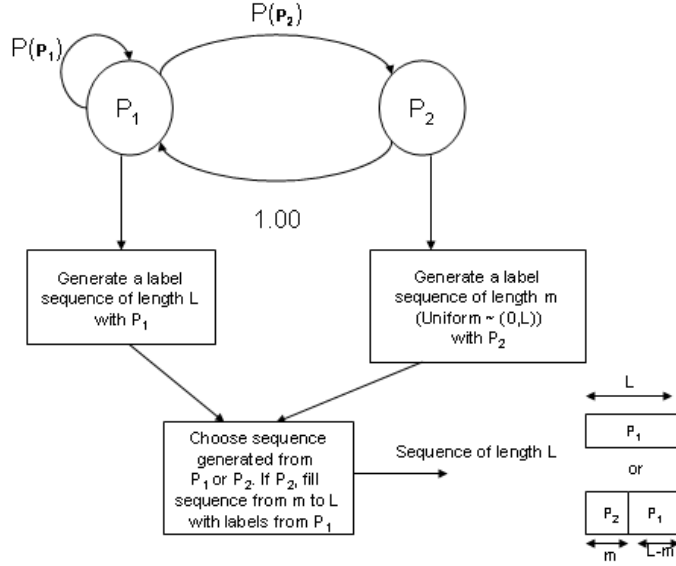 P(P₂)
P(P₁)
P₁
P₂
1.00
Generate a label
sequence of length L
with P₁
Generate a label
sequence of length m
(Uniform ~ (0,L))
with P₂
Choose sequence
generated from
P₁ or P₂. If P₂, fill
sequence from m to L
with labels from P₁
Sequence of length L
L
P₁
or
P₂ P₁
m L-m